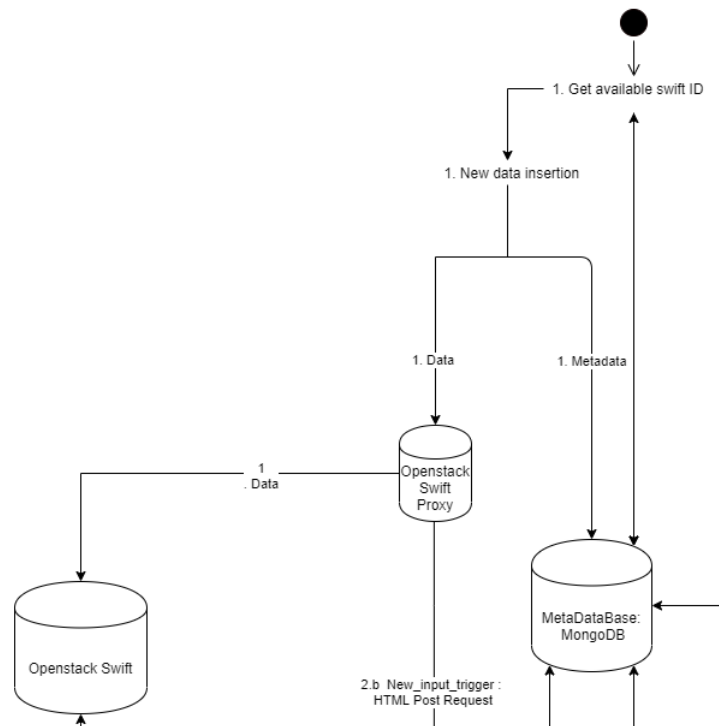 1. Get available swift ID
1. New data insertion
1. Data
1. Metadata
Openstack
Swift
Proxy
1
. Data
MetaDataBase:
MongoDB
Openstack Swift
2.b New_input_trigger :
HTML Post Request